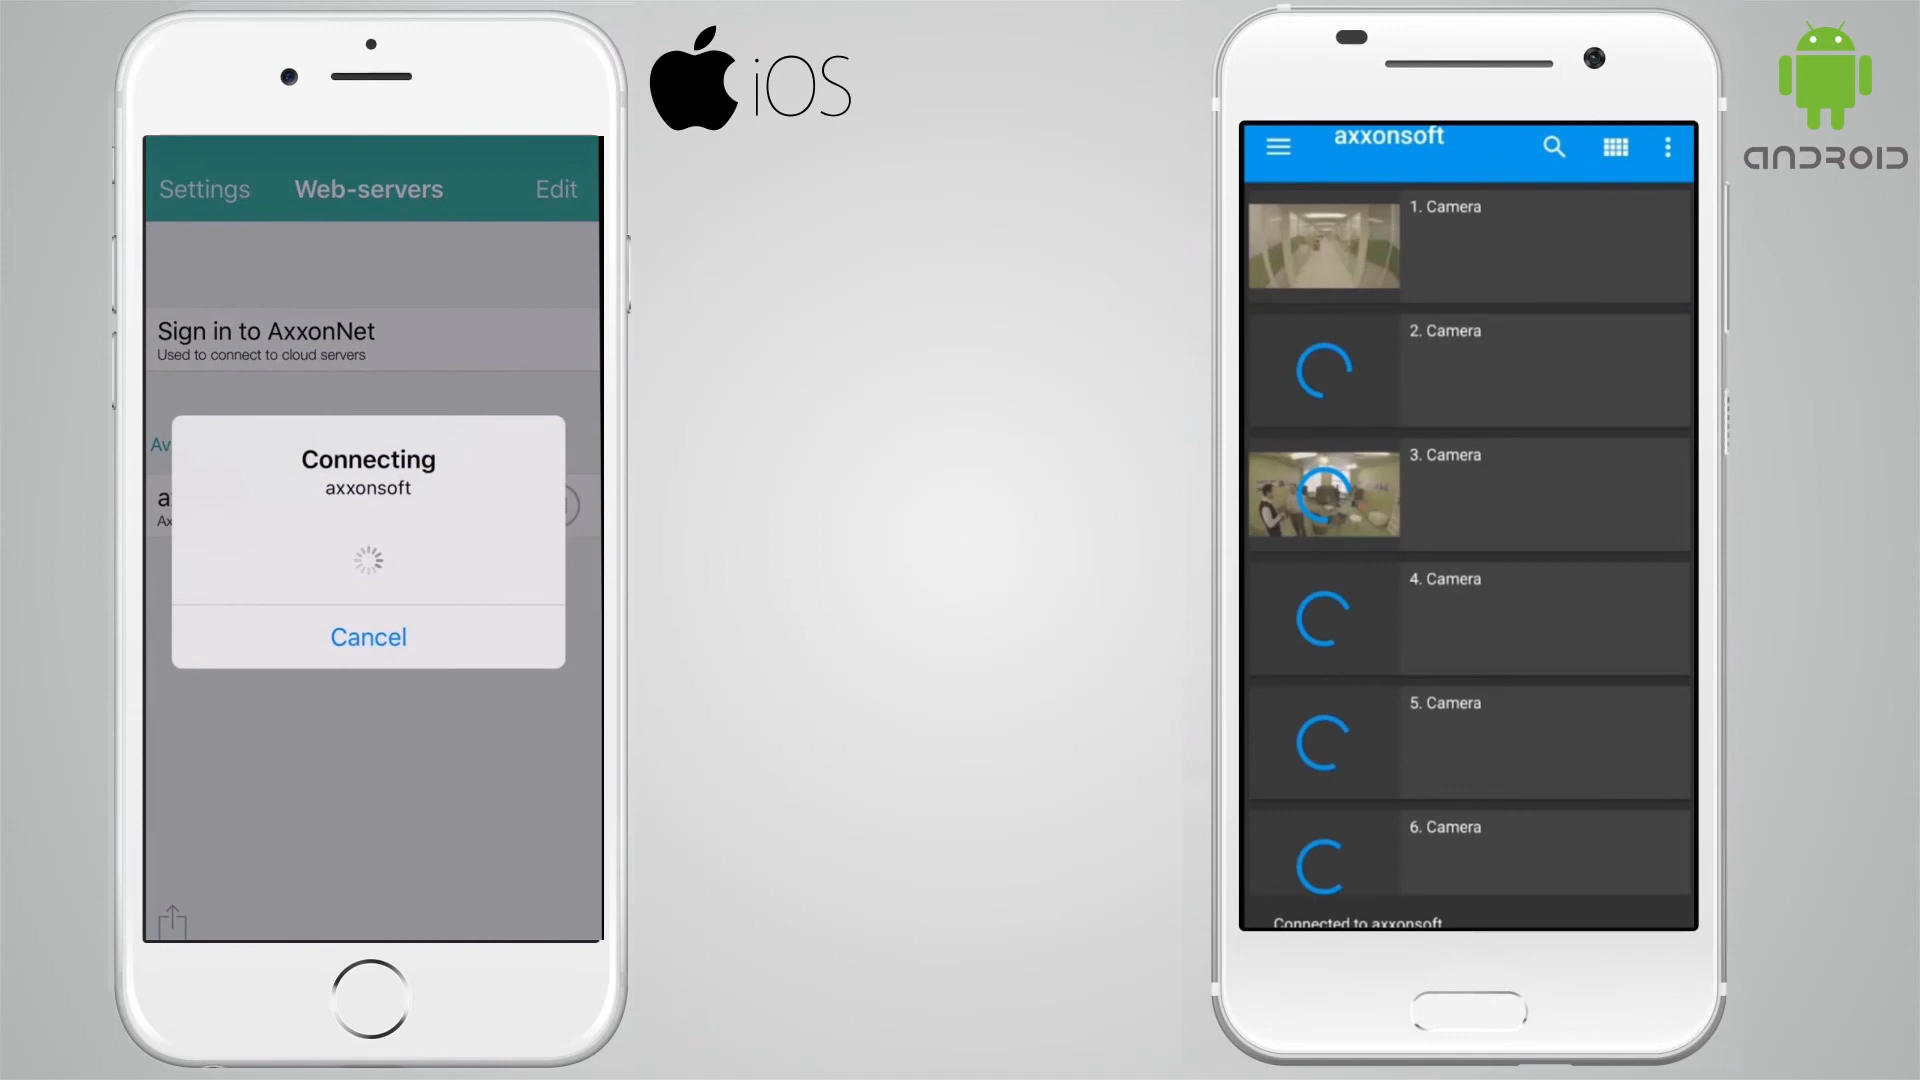 iOS
ANDROID
Settings
Web-servers
Edit
Sign in to AxxonNet
Used to connect to cloud servers
Av
Connecting
axxonsoft
Cancel
axxonsoft
1. Camera
2. Camera
3. Camera
4. Camera
5. Camera
6. Camera
Connected to axxonsoft